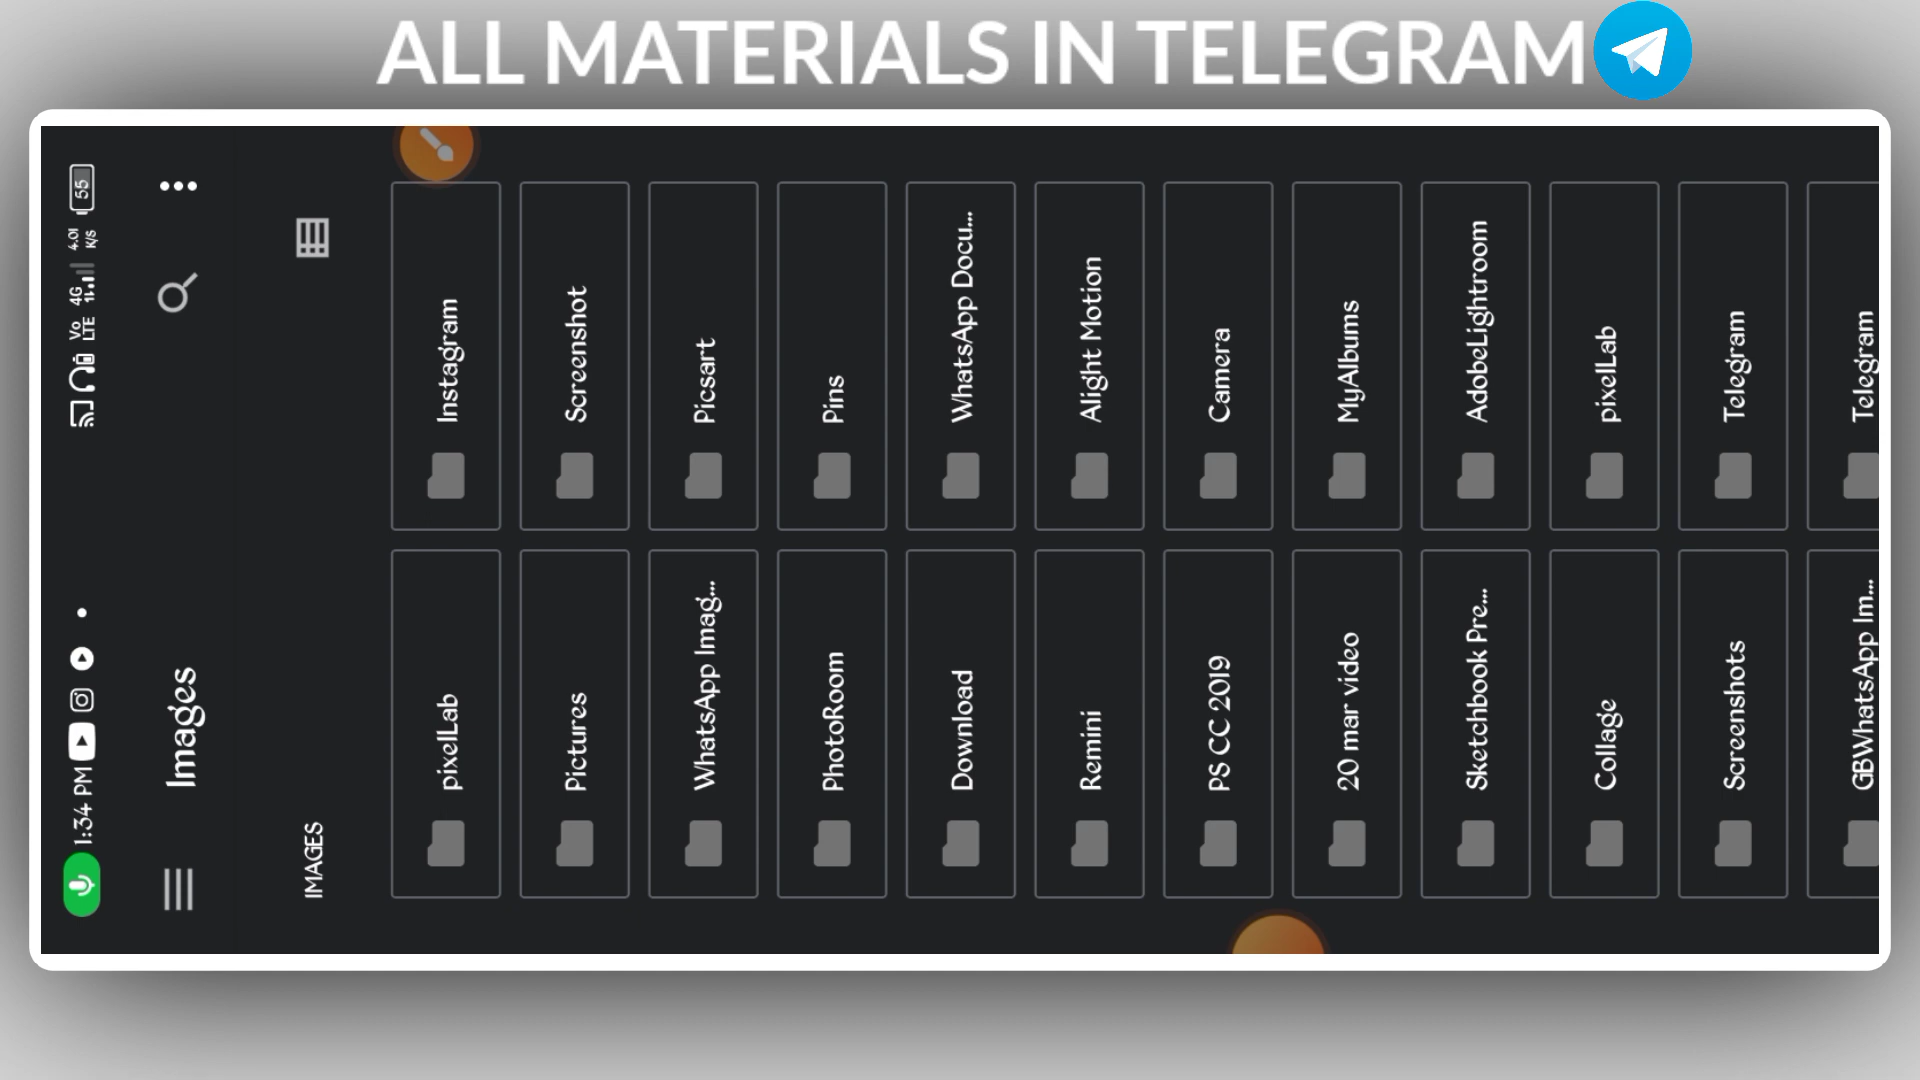 ALL MATERIALS IN TELEGRAM
1:34 PM
Vo LTE 4G 4.01 K/S 55
Images
IMAGES
pixelLab
Instagram
Pictures
Screenshot
WhatsApp Imag...
Picsart
PhotoRoom
Pins
Download
WhatsApp Docu...
Remini
Alight Motion
PS CC 2019
Camera
20 mar video
MyAlbums
Sketchbook Pre...
AdobeLightroom
Collage
pixelLab
Screenshots
Telegram
GBWhatsApp Im...
Telegram